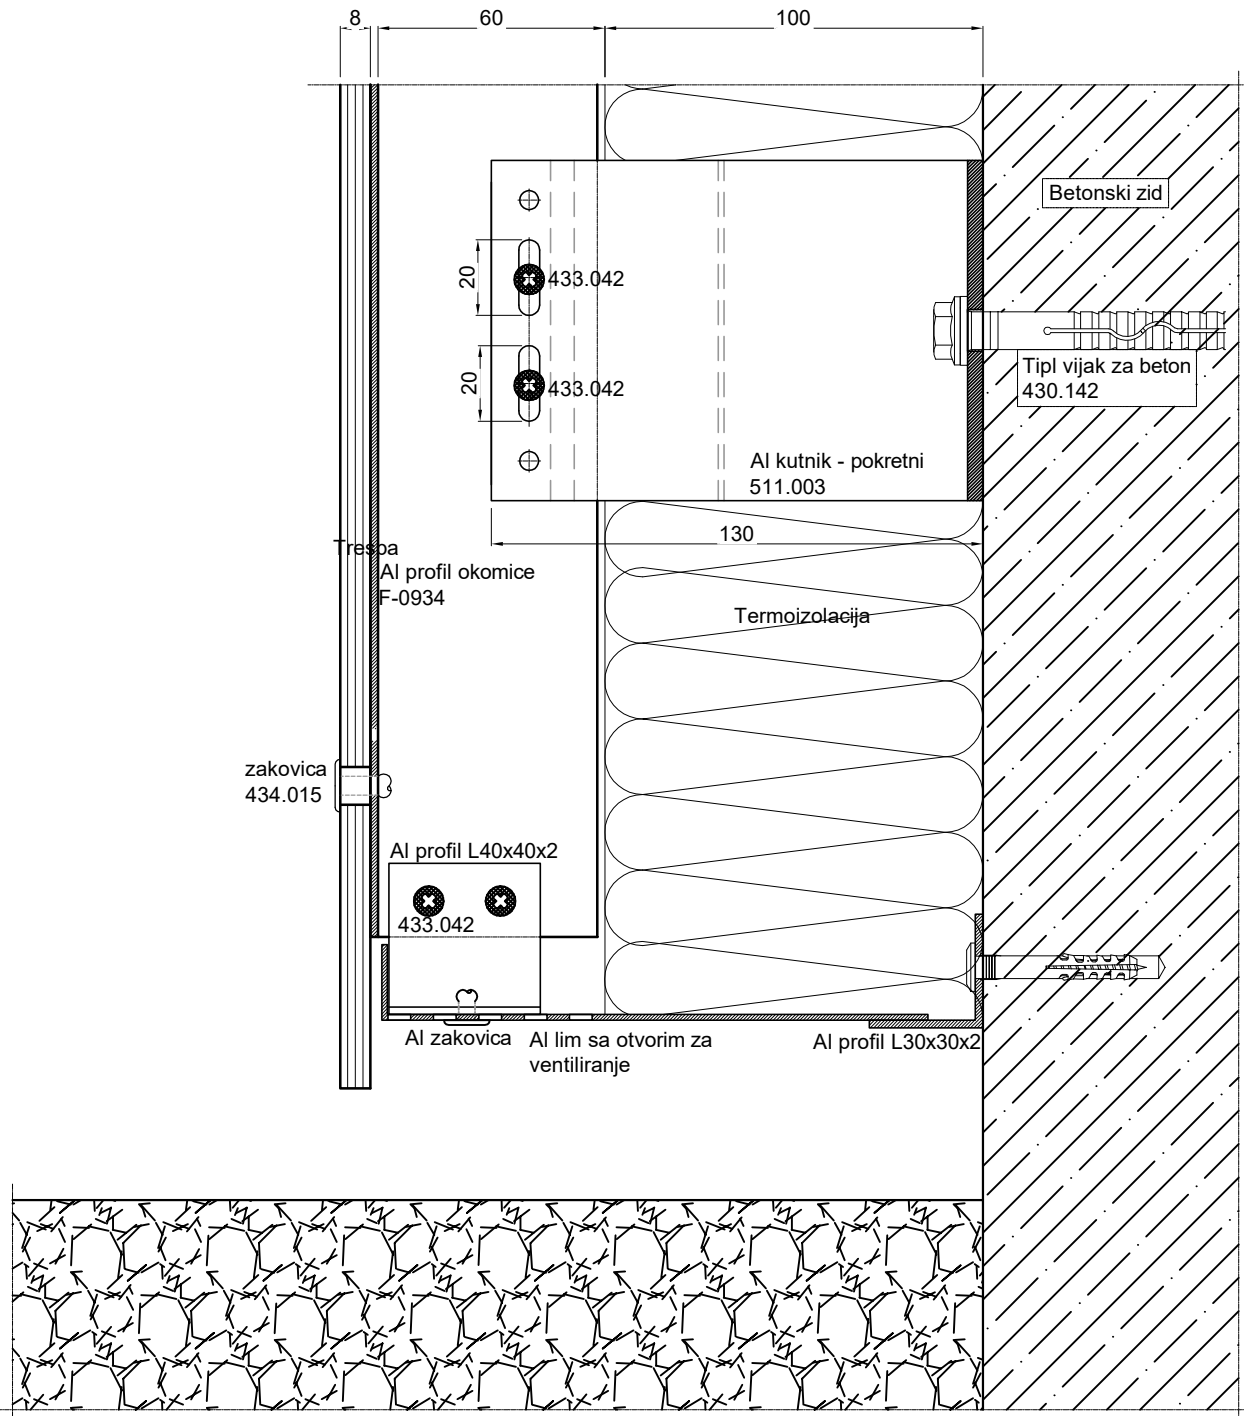 8
60
100
Betonski zid
20
433.042
Tipl vijak za beton
430.142
20
433.042
Al kutnik - pokretni
511.003
130
Trespa
Al profil okomice
F-0934
Termoizolacija
zakovica
434.015
Al profil L40x40x2
433.042
Al zakovica
Al lim sa otvorim za
ventiliranje
Al profil L30x30x2